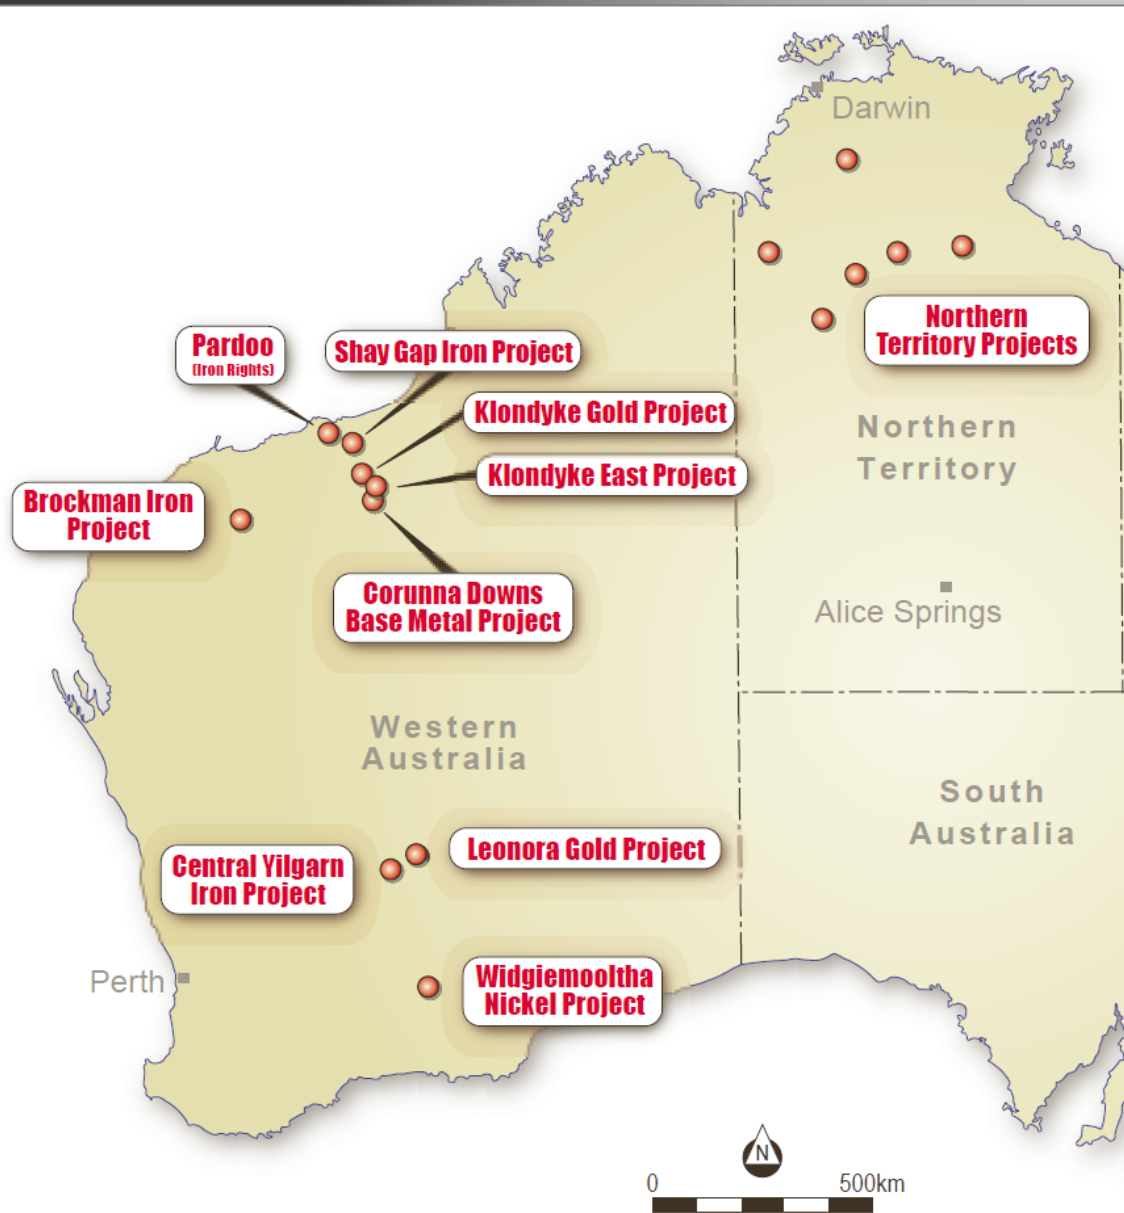 Darwin
Northern
Territory Projects
Pardoo
(Iron Rights)
Shay Gap Iron Project
Klondyke Gold Project
Northern
Territory
Klondyke East Project
Brockman Iron
Project
Corunna Downs
Base Metal Project
Alice Springs
Western
Australia
South
Australia
Leonora Gold Project
Central Yilgarn
Iron Project
Perth
Widgiemooltha
Nickel Project
N
0 500km